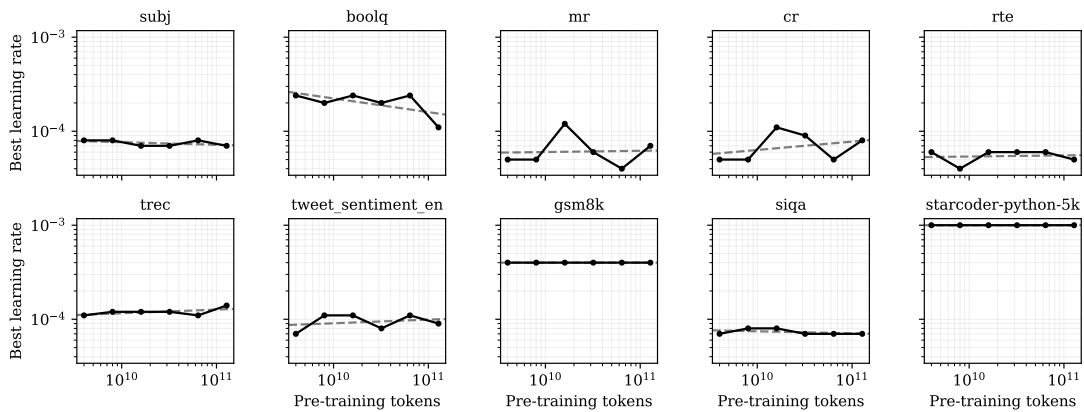 subj boolq mr cr rte
Best learning rate
10⁻³
10⁻⁴
trec tweet_sentiment_en gsm8k siqa starcoder-python-5k
Best learning rate
10⁻³
10⁻⁴
10¹⁰ 10¹¹ 10¹⁰ 10¹¹ 10¹⁰ 10¹¹ 10¹⁰ 10¹¹ 10¹⁰ 10¹¹
Pre-training tokens Pre-training tokens Pre-training tokens Pre-training tokens